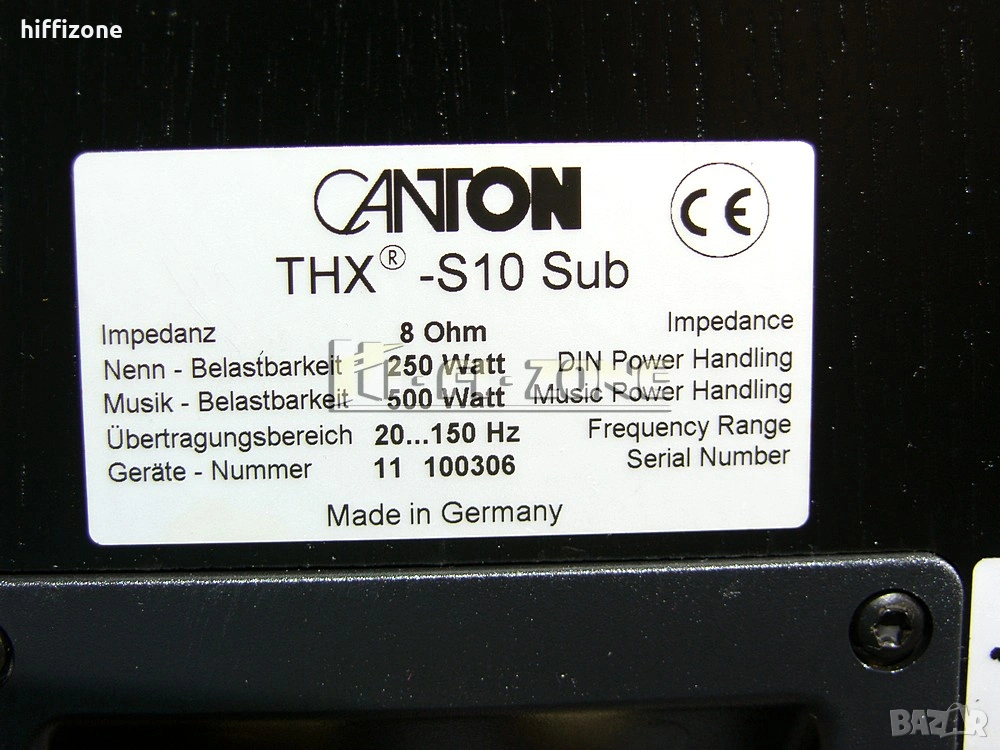 hiffizone
CANTON
CE
THX® -S10 Sub
Impedanz 8 Ohm Impedance
Nenn - Belastbarkeit 250 Watt DIN Power Handling
Musik - Belastbarkeit 500 Watt Music Power Handling
Übertragungsbereich 20...150 Hz Frequency Range
Geräte - Nummer 11 100306 Serial Number
Made in Germany
BAZAR